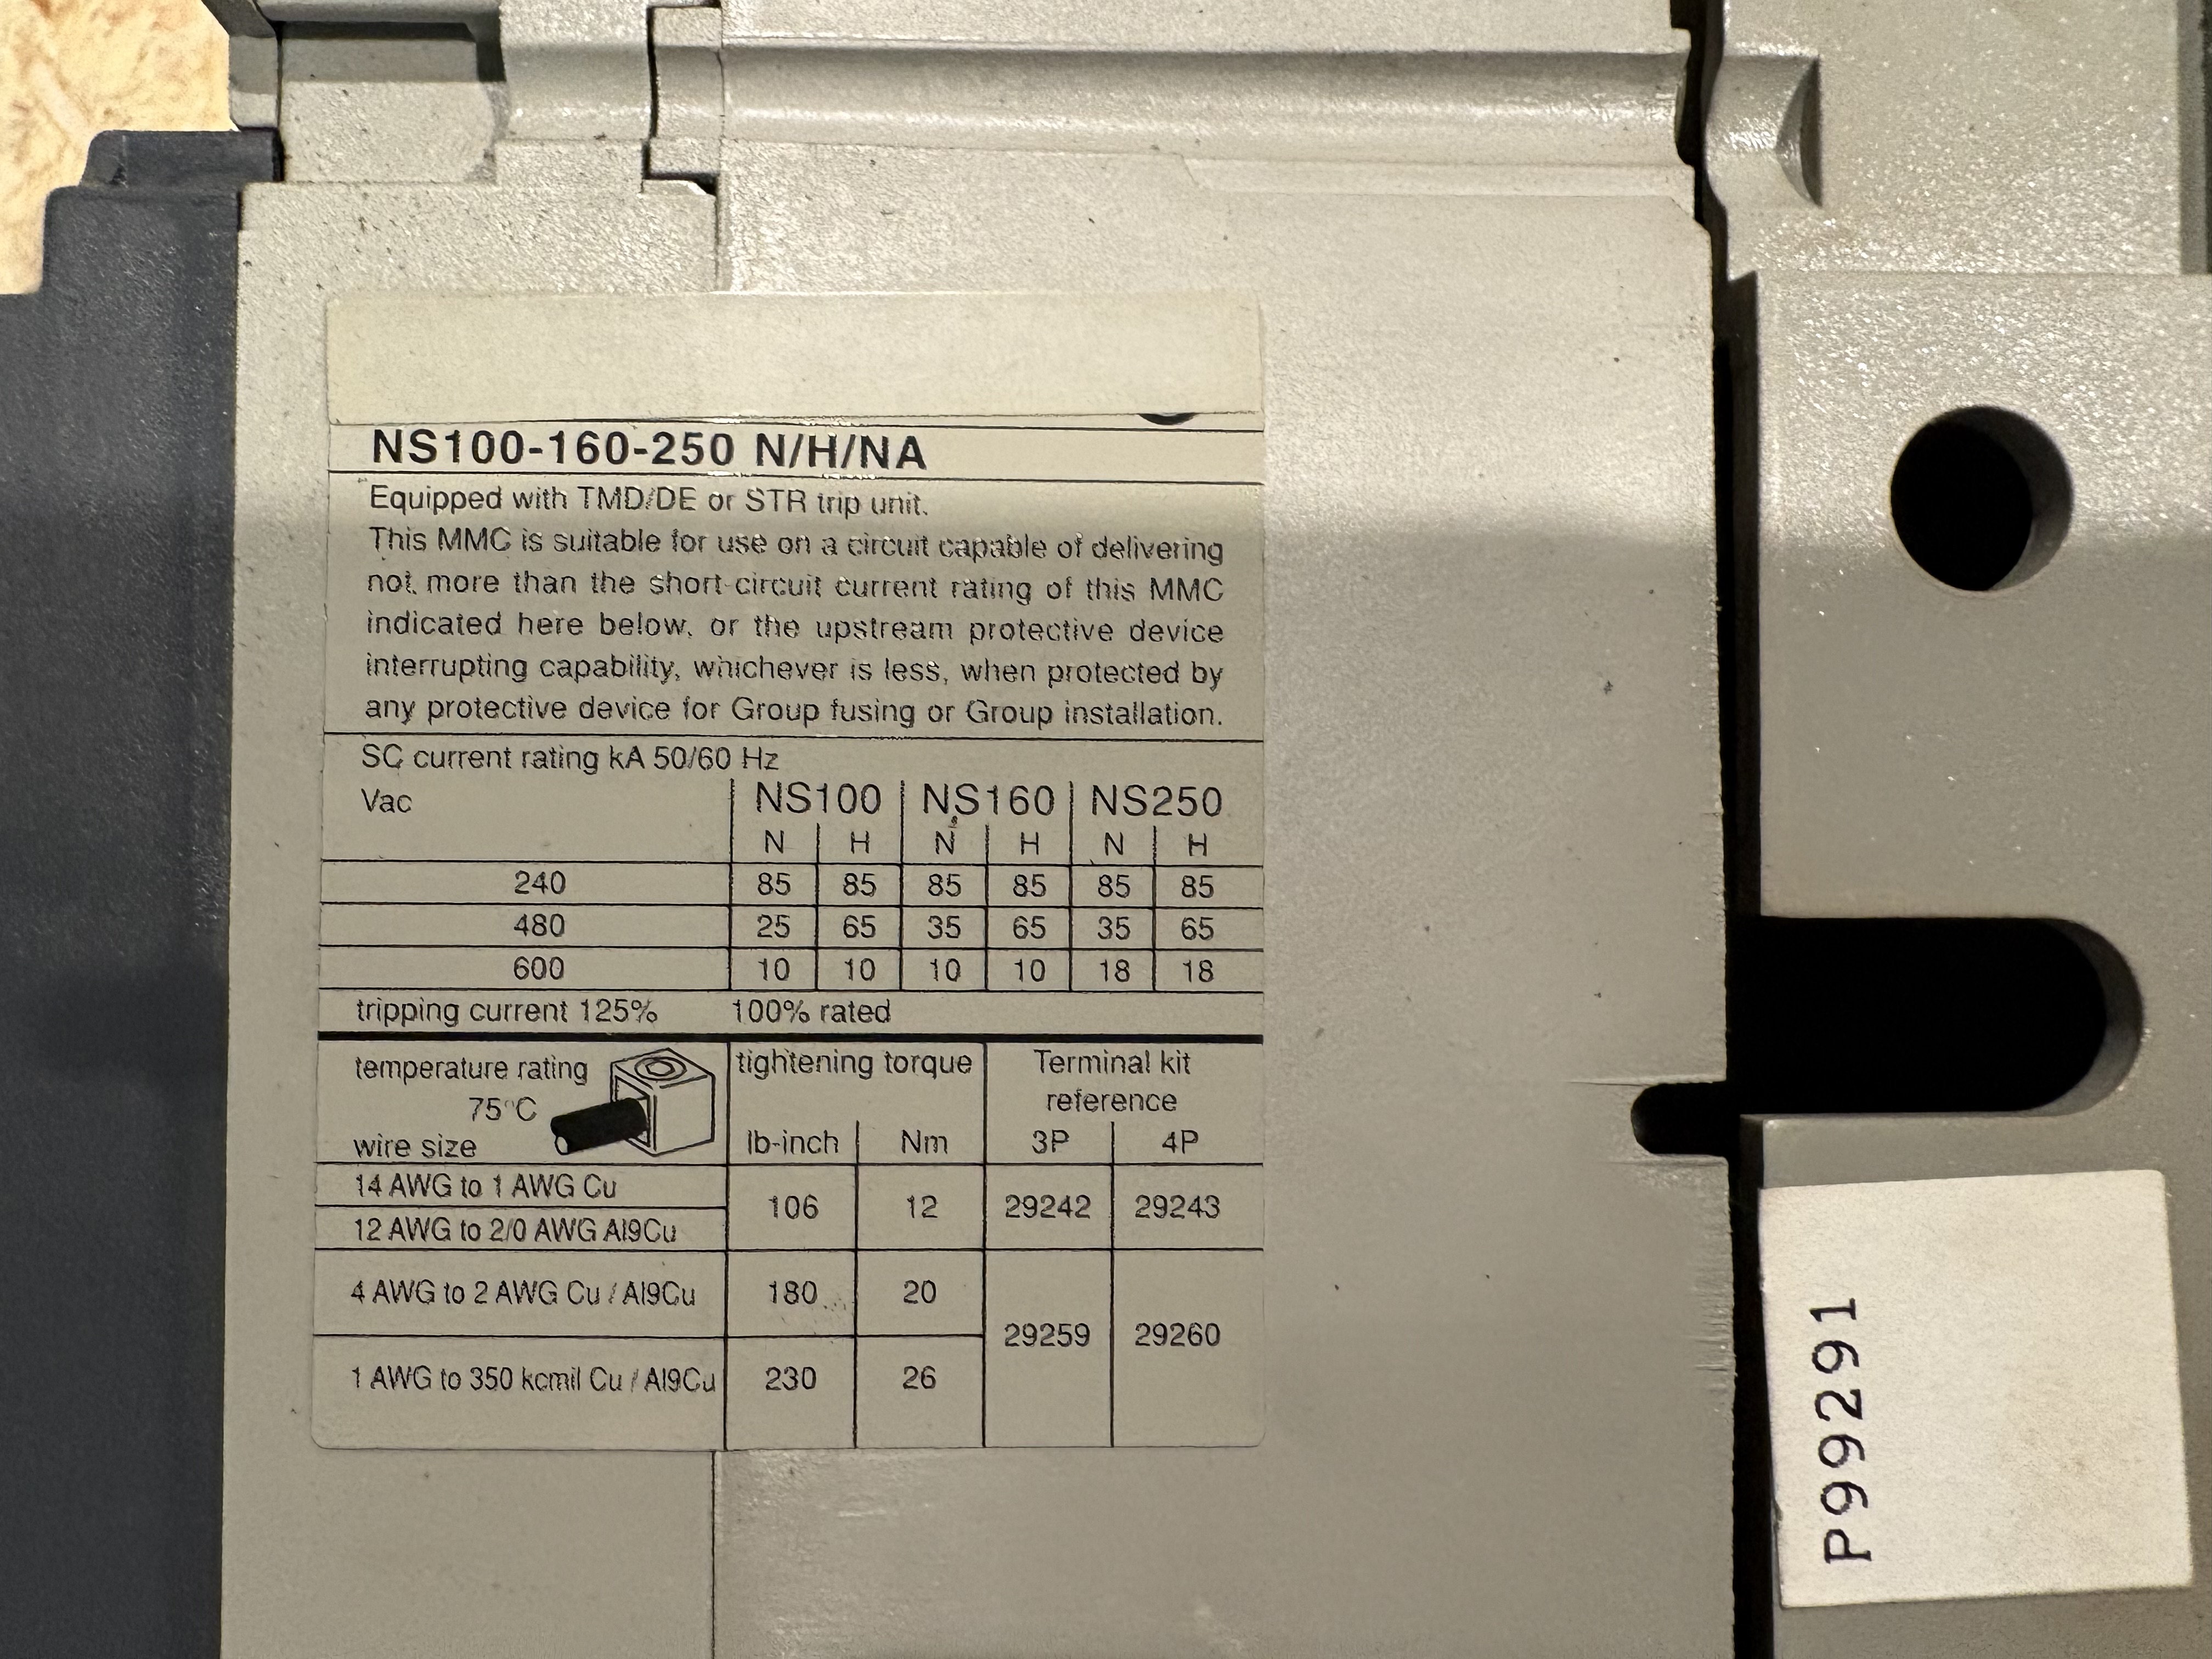 NS100-160-250 N/H/NA
Equipped with TMD/DE or STR trip unit.
This MMC is suitable for use on a circuit capable of delivering
not more than the short-circuit current rating of this MMC
indicated here below, or the upstream protective device
interrupting capability, whichever is less, when protected by
any protective device for Group fusing or Group installation.
SC current rating kA 50/60 Hz
Vac NS100 NS160 NS250
N H N H N H
240 85 85 85 85 85 85
480 25 65 35 65 35 65
600 10 10 10 10 18 18
tripping current 125% 100% rated
temperature rating tightening torque Terminal kit
75°C reference
wire size lb-inch Nm 3P 4P
14 AWG to 1 AWG Cu
106 12 29242 29243
12 AWG to 2/0 AWG Al9Cu
4 AWG to 2 AWG Cu / Al9Cu 180 20
29259 29260
1 AWG to 350 kcmil Cu / Al9Cu 230 26
P99291